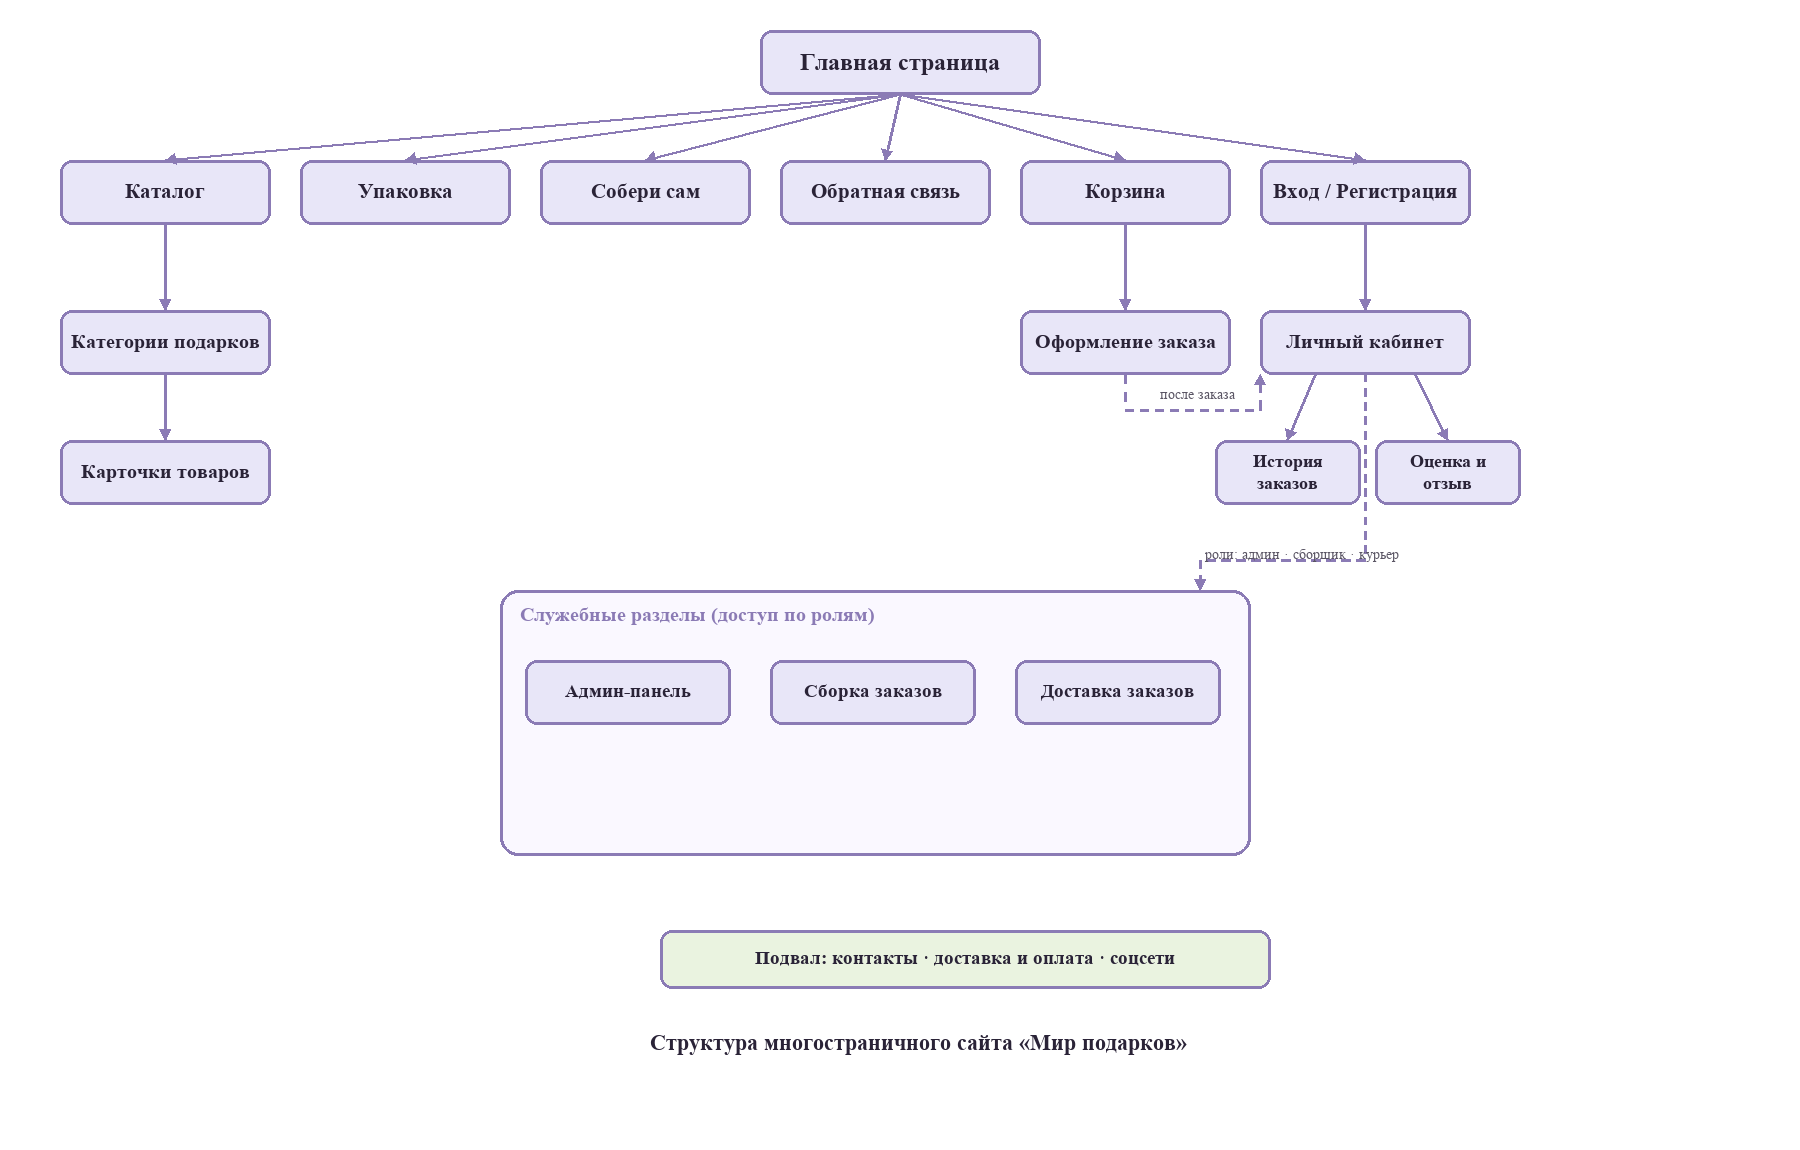 Главная страница
Каталог
Упаковка
Собери сам
Обратная связь
Корзина
Вход / Регистрация
Категории подарков
Оформление заказа
Личный кабинет
после заказа
Карточки товаров
История
заказов
Оценка и
отзыв
роли: админ · сборщик · курьер
Служебные разделы (доступ по ролям)
Админ-панель
Сборка заказов
Доставка заказов
Подвал: контакты · доставка и оплата · соцсети
Структура многостраничного сайта «Мир подарков»